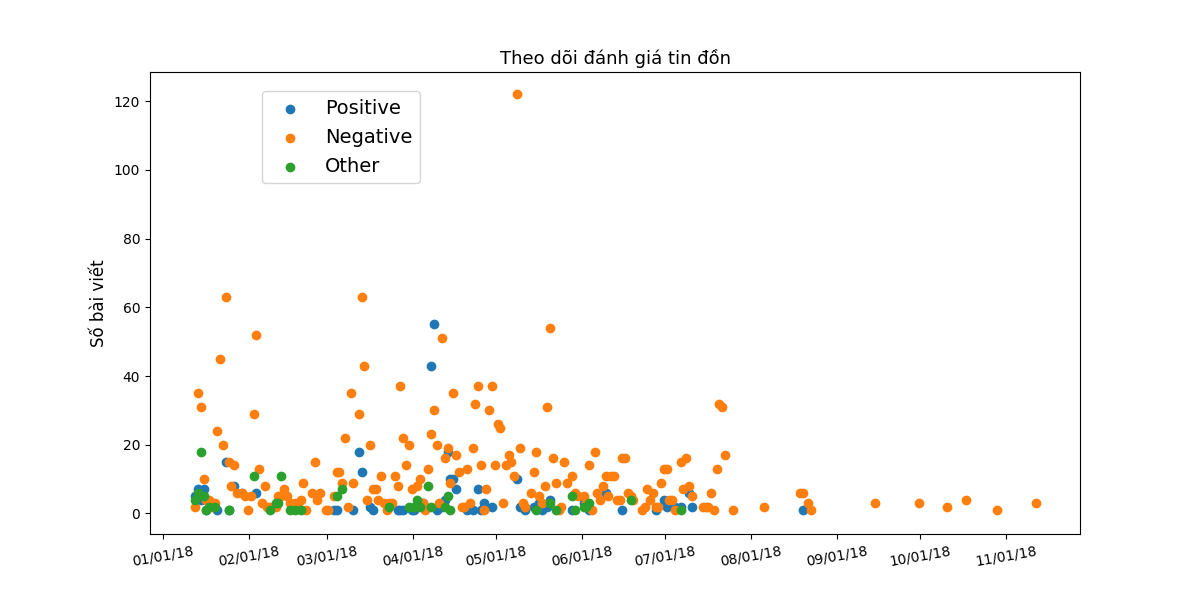 Theo dõi đánh giá tin đồn
Positive
Negative
Other
Số bài viết
120
100
80
60
40
20
0
01/01/18 02/01/18 03/01/18 04/01/18 05/01/18 06/01/18 07/01/18 08/01/18 09/01/18 10/01/18 11/01/18